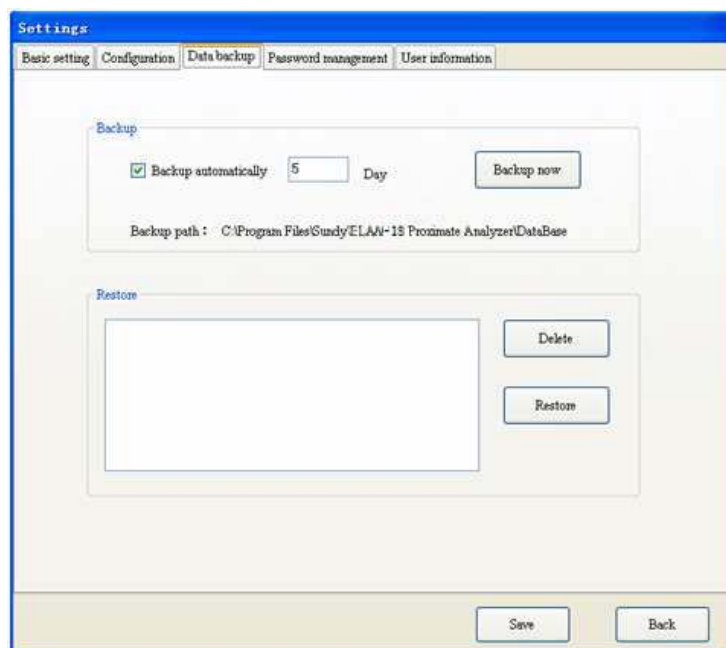 Settings
Basic setting Configuration Data backup Password management User information
Backup
Backup automatically 5 Day Backup now
Backup path : C:\Program Files\Sundy\ELAA-18 Proximate Analyzer\DataBase
Restore
Delete
Restore
Save Back